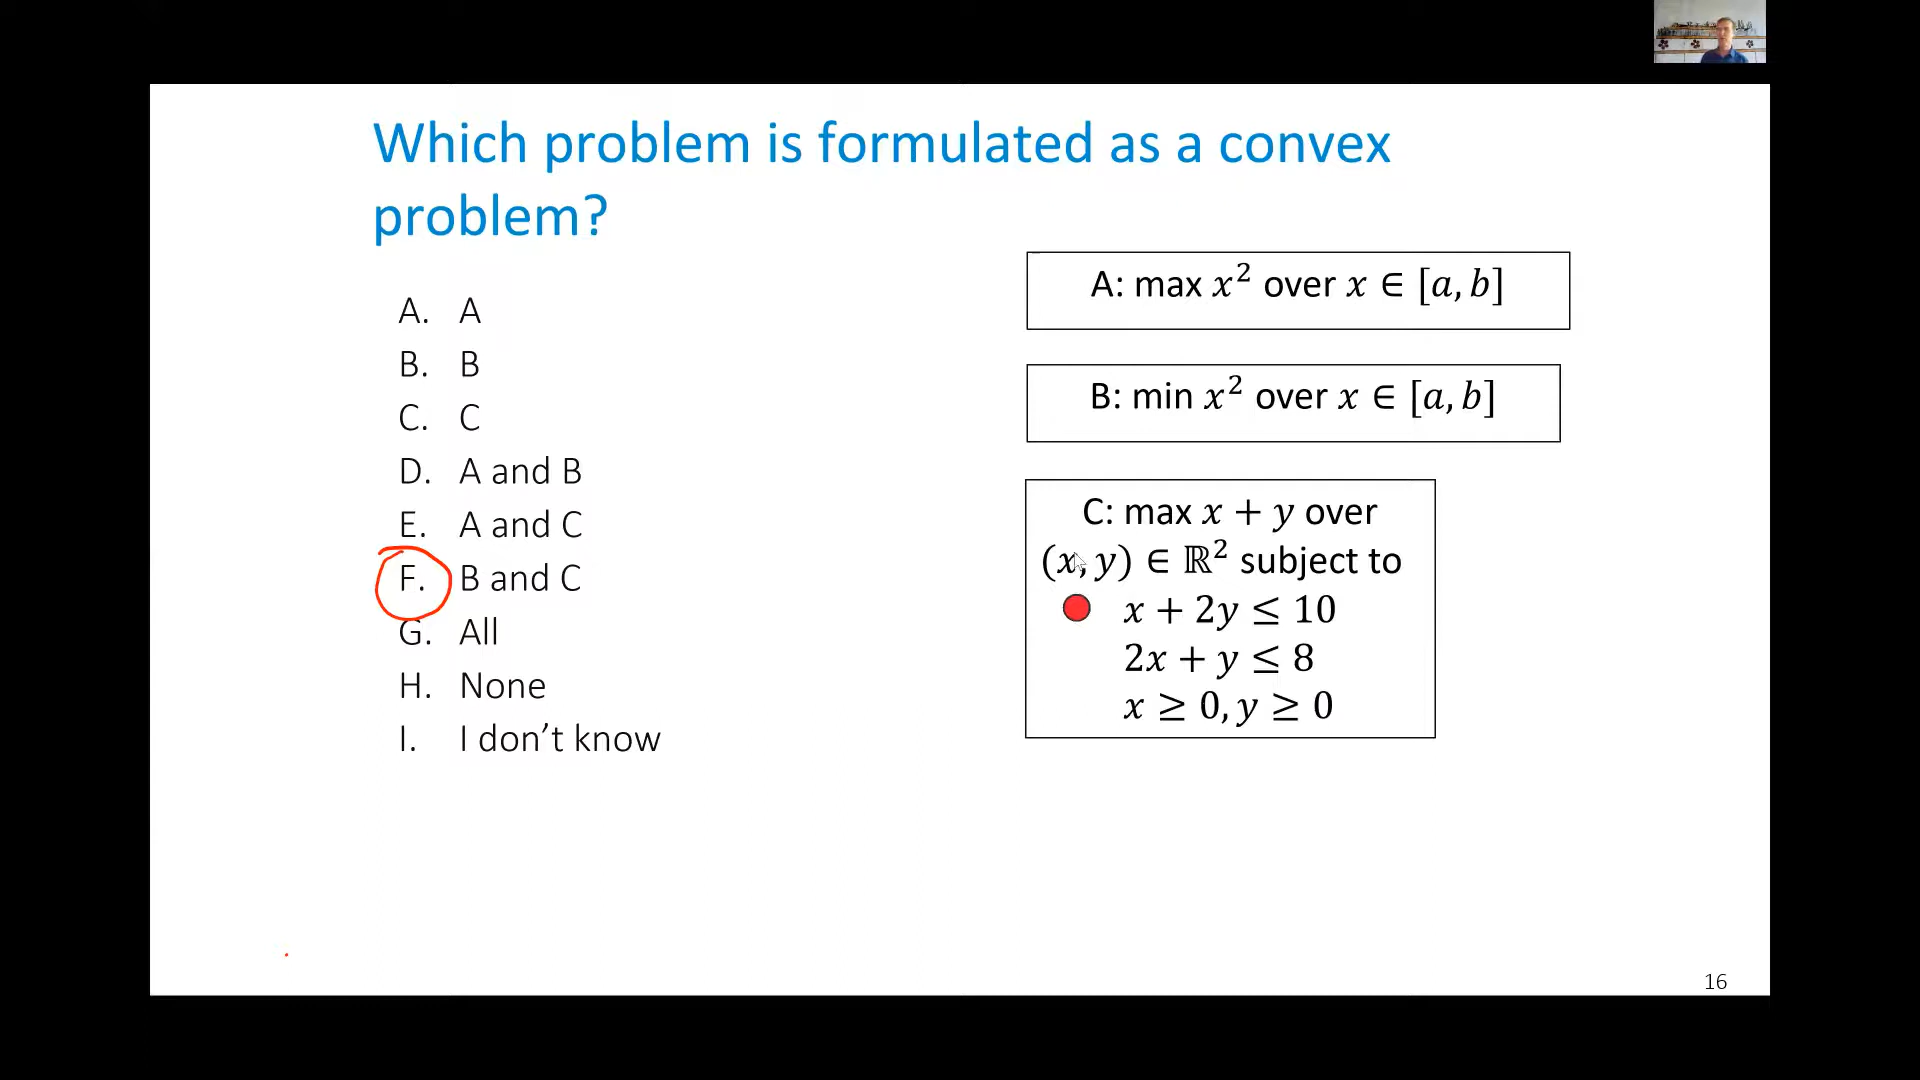 Which problem is formulated as a convex
problem?
A. A
B. B
C. C
D. A and B
E. A and C
F. B and C
G. All
H. None
I. I don’t know
A: max 𝑥² over 𝑥 ∈ [𝑎, 𝑏]
B: min 𝑥² over 𝑥 ∈ [𝑎, 𝑏]
C: max 𝑥 + 𝑦 over
(𝑥, 𝑦) ∈ ℝ² subject to
𝑥 + 2𝑦 ≤ 10
2𝑥 + 𝑦 ≤ 8
𝑥 ≥ 0, 𝑦 ≥ 0
16